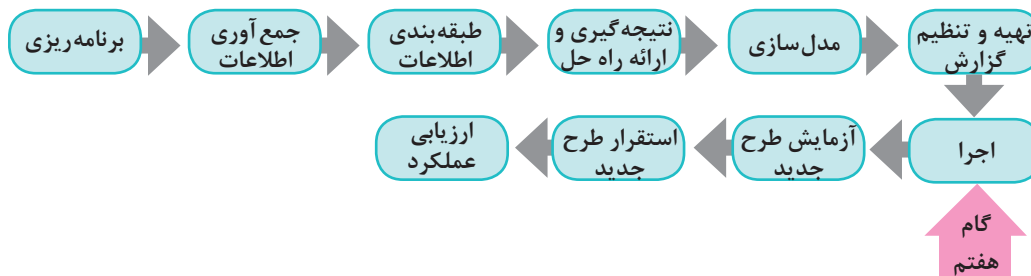 برنامه‌ریزی
جمع‌آوری
اطلاعات
طبقه‌بندی
اطلاعات
نتیجه‌گیری و
ارائه راه حل
مدل‌سازی
تهیه و تنظیم
گزارش
اجرا
آزمایش طرح
جدید
استقرار طرح
جدید
ارزیابی
عملکرد
گام
هفتم